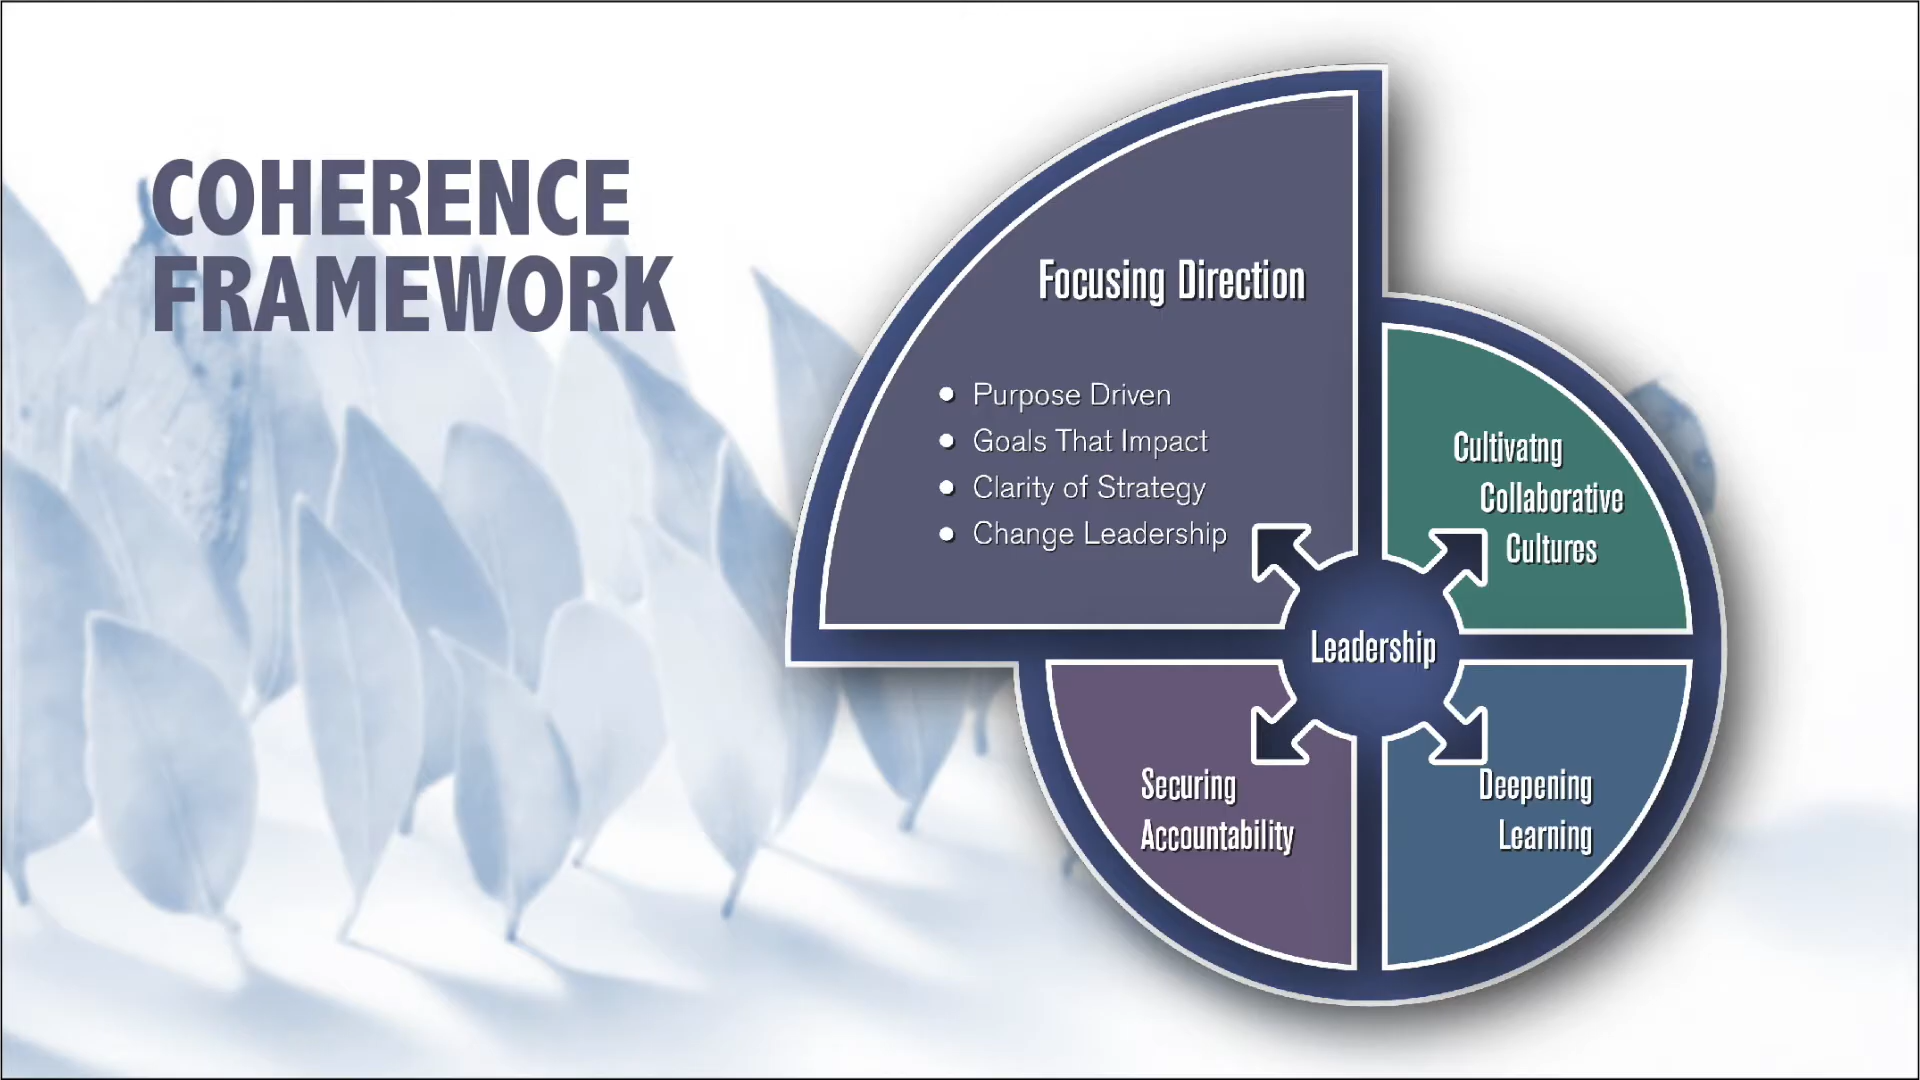 COHERENCE
FRAMEWORK
Focusing Direction
● Purpose Driven
● Goals That Impact
● Clarity of Strategy
● Change Leadership
Cultivatng
Collaborative
Cultures
Leadership
Securing
Accountability
Deepening
Learning